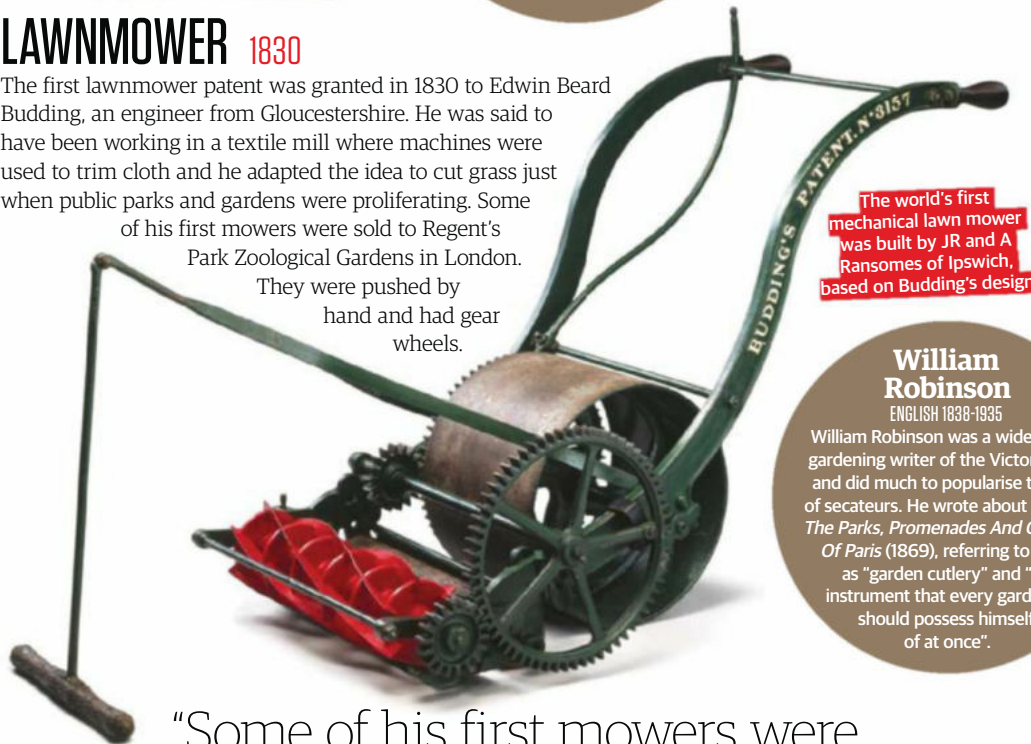 LAWNMOWER 1830
The first lawnmower patent was granted in 1830 to Edwin Beard
Budding, an engineer from Gloucestershire. He was said to
have been working in a textile mill where machines were
used to trim cloth and he adapted the idea to cut grass just
when public parks and gardens were proliferating. Some
of his first mowers were sold to Regent's
Park Zoological Gardens in London.
They were pushed by
hand and had gear
wheels.
BUDDING'S PATENT. Nº 3157
The world's first
mechanical lawn mower
was built by JR and A
Ransomes of Ipswich,
based on Budding's design
William
Robinson
ENGLISH 1838-1935
William Robinson was a wide
gardening writer of the Victo
and did much to popularise t
of secateurs. He wrote about
The Parks, Promenades And
Of Paris (1869), referring to
as "garden cutlery" and "
instrument that every gard
should possess himself
of at once".
"Some of his first mowers were